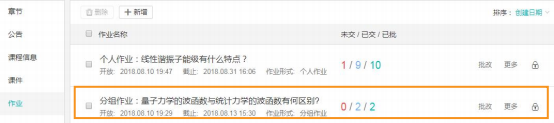 章节
公告
课程信息
课件
作业
删除 +新增 排序：创建日期
作业名称 未交 / 已交 / 已批
个人作业：线性谐振子能级有什么特点？
开放: 2018.08.10 19:47 截止: 2018.08.31 16:06 作业形式: 个人作业
1 / 9 / 10 批改 更多
分组作业：量子力学的波函数与统计力学的波函数有何区别?
开放: 2018.08.10 19:29 截止: 2018.08.13 15:30 作业形式: 分组作业
0 / 2 / 2 批改 更多